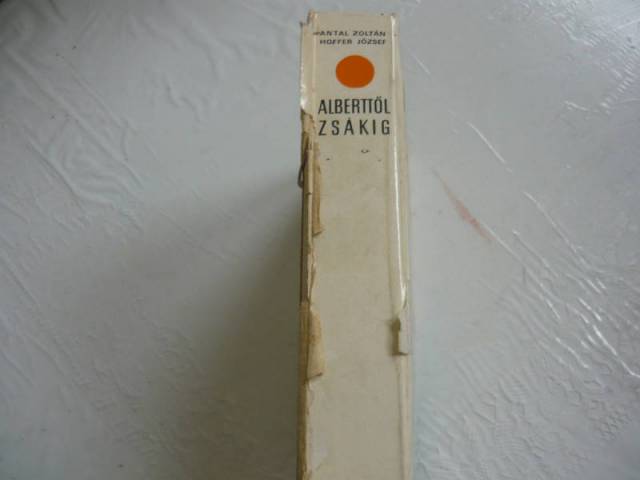 ANTAL ZOLTÁN
HOFFER JÓZSEF
ALBERTTŐL
ZSÁKIG